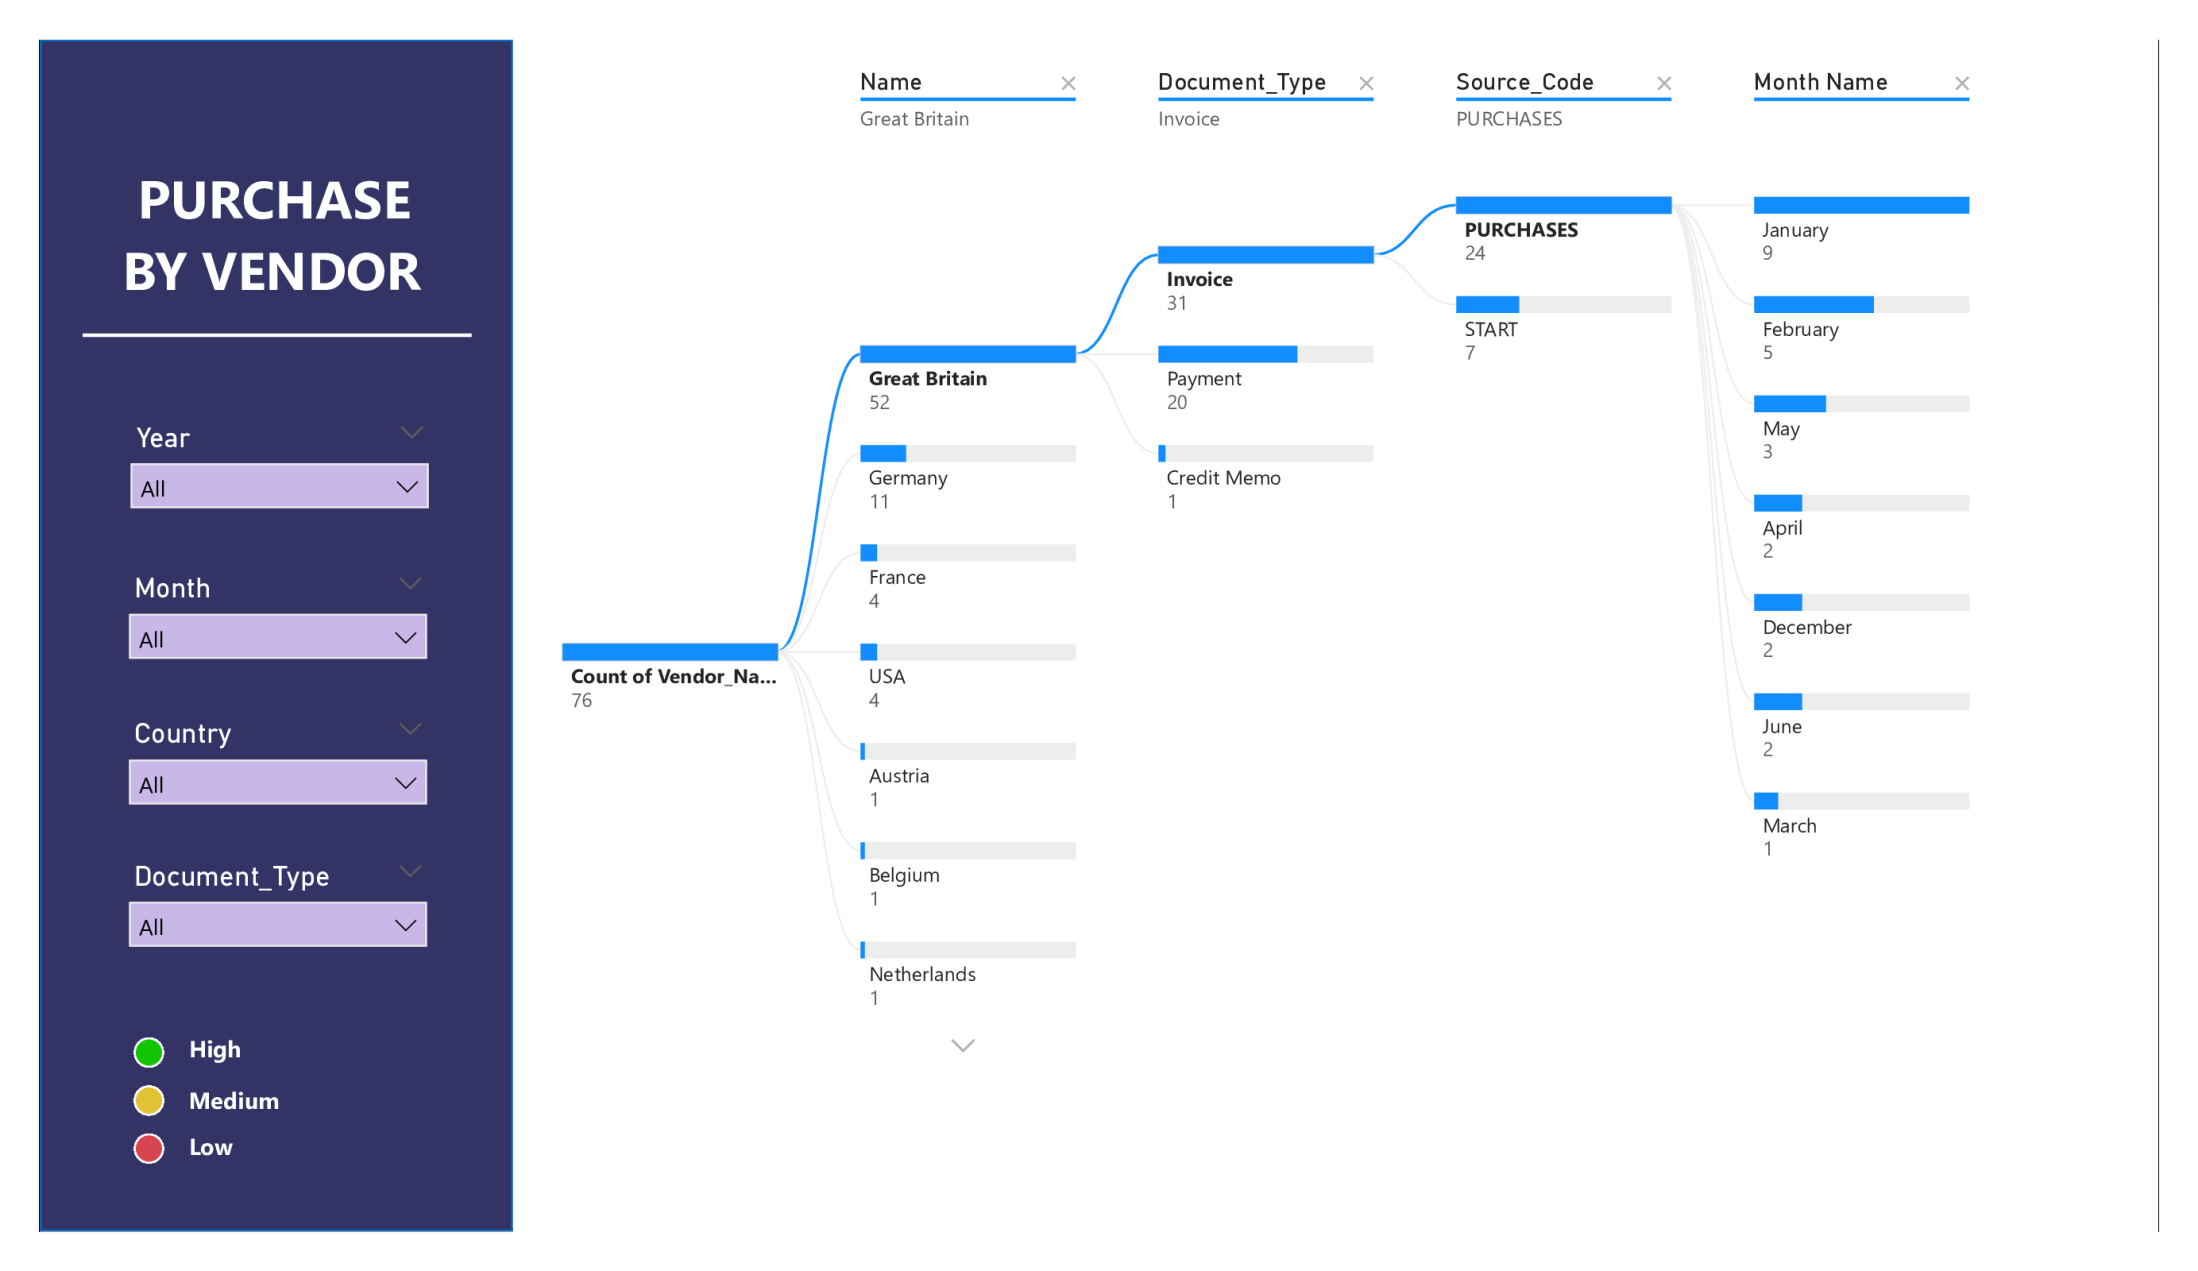 PURCHASE
BY VENDOR
Year
All
Month
All
Country
All
Document_Type
All
High
Medium
Low
Name
Great Britain
Document_Type
Invoice
Source_Code
PURCHASES
Month Name
Count of Vendor_Na...
76
Great Britain
52
Germany
11
France
4
USA
4
Austria
1
Belgium
1
Netherlands
1
Invoice
31
Payment
20
Credit Memo
1
PURCHASES
24
START
7
January
9
February
5
May
3
April
2
December
2
June
2
March
1